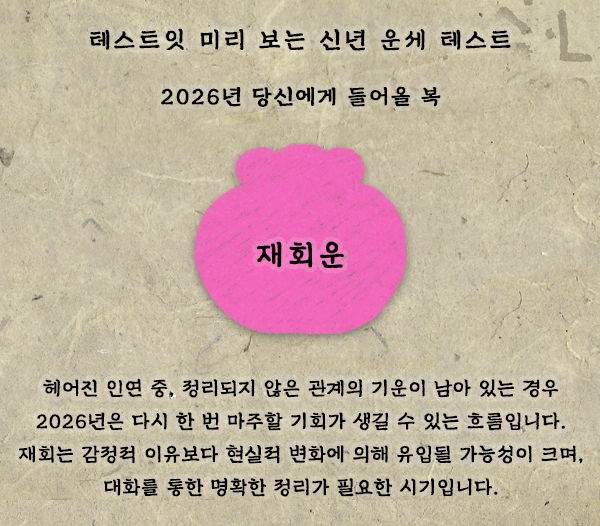 테스트잇 미리 보는 신년 운세 테스트
2026년 당신에게 들어올 복
재회운
헤어진 인연 중, 정리되지 않은 관계의 기운이 남아 있는 경우
2026년은 다시 한 번 마주할 기회가 생길 수 있는 흐름입니다.
재회는 감정적 이유보다 현실적 변화에 의해 유입될 가능성이 크며,
대화를 통한 명확한 정리가 필요한 시기입니다.